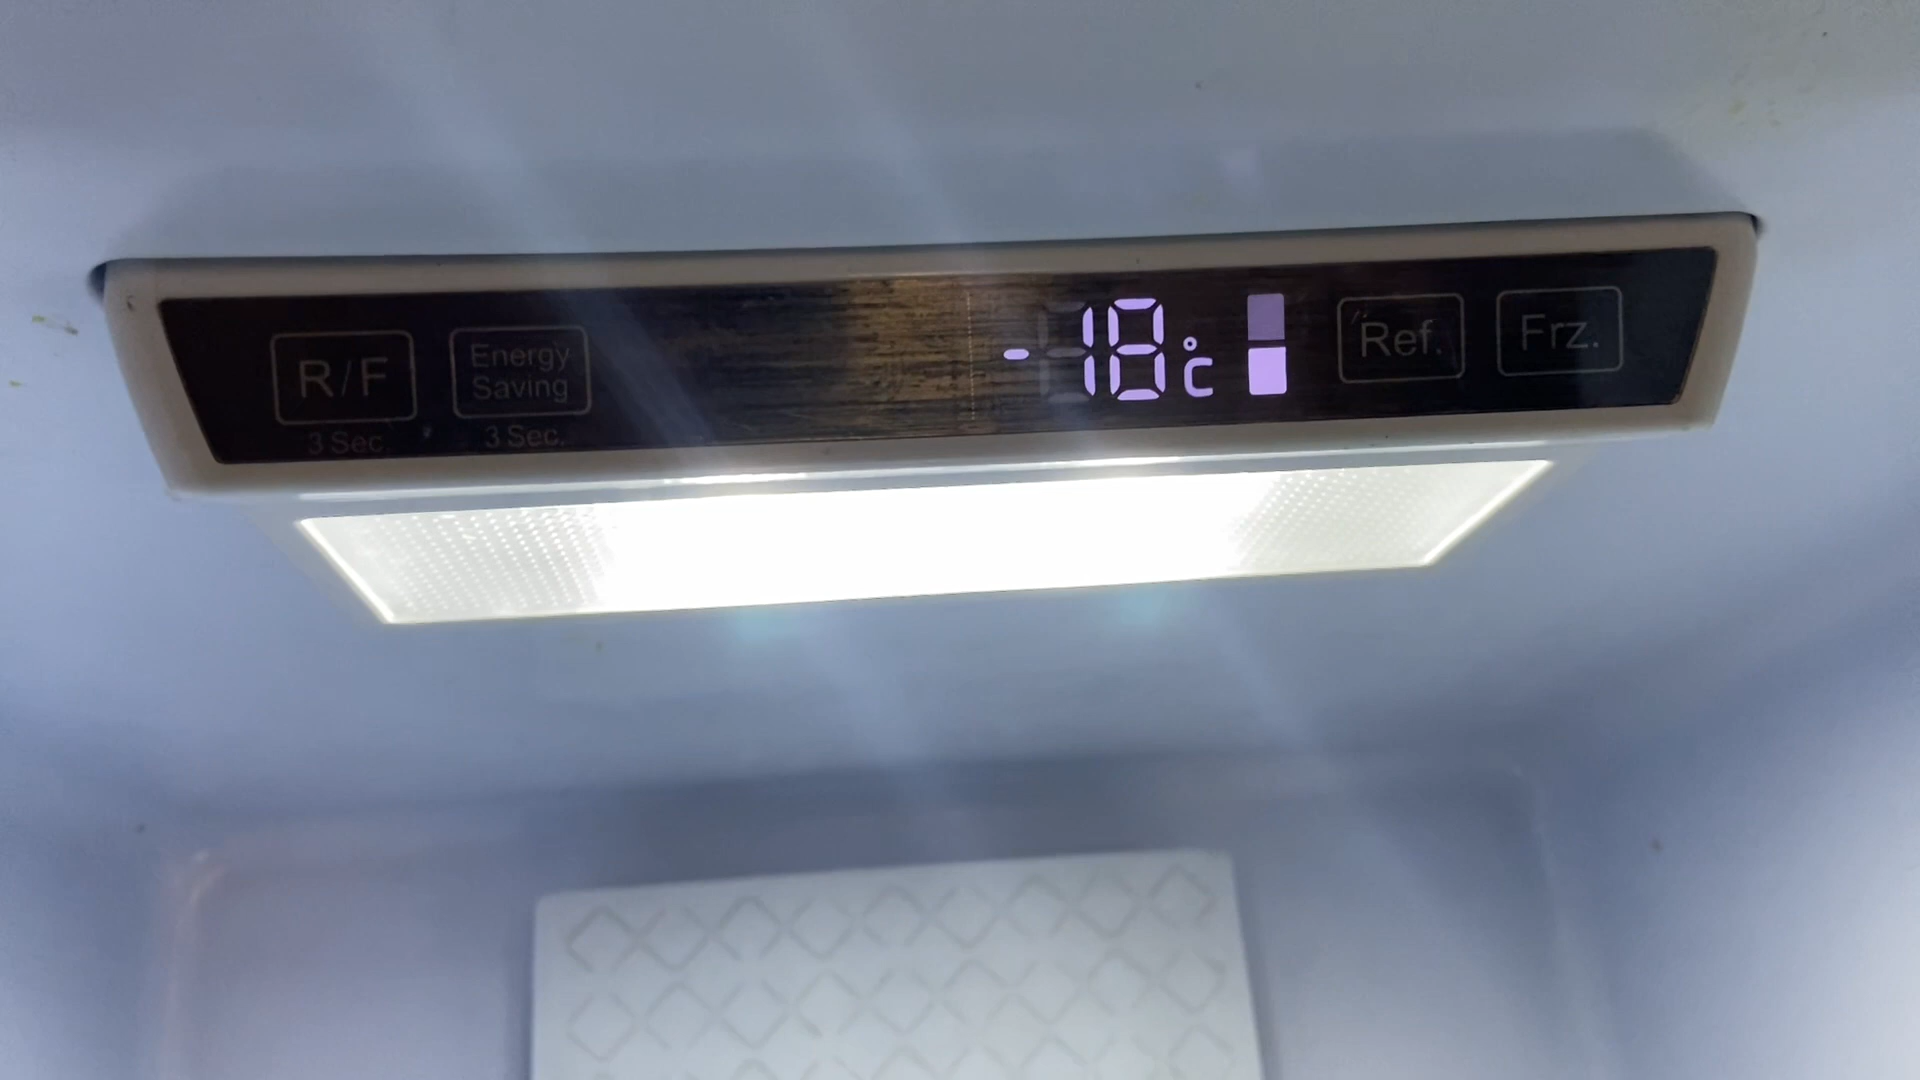 R/F
3 Sec.
Energy
Saving
3 Sec.
-18°C
Ref.
Frz.